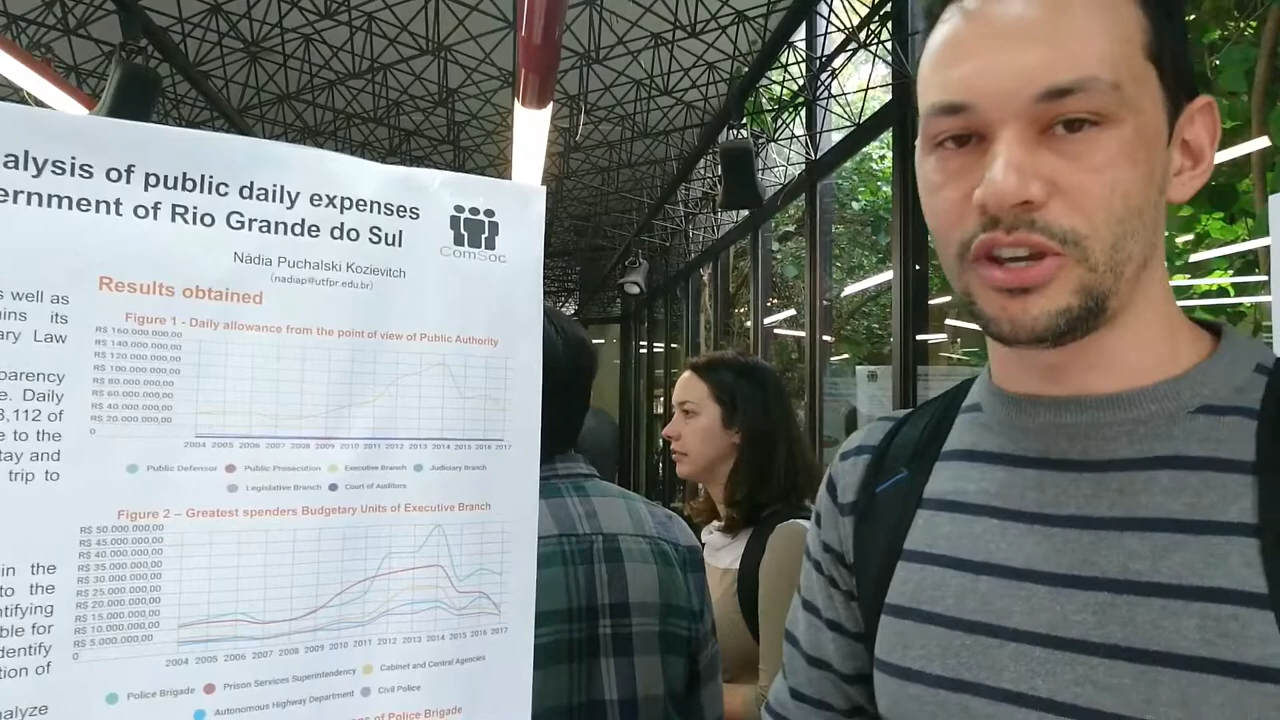 alysis of public daily expenses
ernment of Rio Grande do Sul
ComSoc
Nádia Puchalski Kozievitch
(nadiap@utfpr.edu.br)
s well as
ins its
ary Law
parency
e. Daily
3,112 of
e to the
tay and
trip to
in the
to the
ntifying
ble for
dentify
tion of
nalyze
Results obtained
Figure 1 - Daily allowance from the point of view of Public Authority
R$ 160.000.000,00
R$ 140.000.000,00
R$ 120.000.000,00
R$ 100.000.000,00
R$ 80.000.000,00
R$ 60.000.000,00
R$ 40.000.000,00
R$ 20.000.000,00
0
2004 2005 2006 2007 2008 2009 2010 2011 2012 2013 2014 2015 2016 2017
Public Defensor Public Prosecution Executive Branch Judiciary Branch
Legislative Branch Court of Auditors
Figure 2 – Greatest spenders Budgetary Units of Executive Branch
R$ 50.000.000,00
R$ 45.000.000,00
R$ 40.000.000,00
R$ 35.000.000,00
R$ 30.000.000,00
R$ 25.000.000,00
R$ 20.000.000,00
R$ 15.000.000,00
R$ 10.000.000,00
R$ 5.000.000,00
0
2004 2005 2006 2007 2008 2009 2010 2011 2012 2013 2014 2015 2016 2017
Police Brigade Prison Services Superintendency Cabinet and Central Agencies
Autonomous Highway Department Civil Police
of Police Brigade